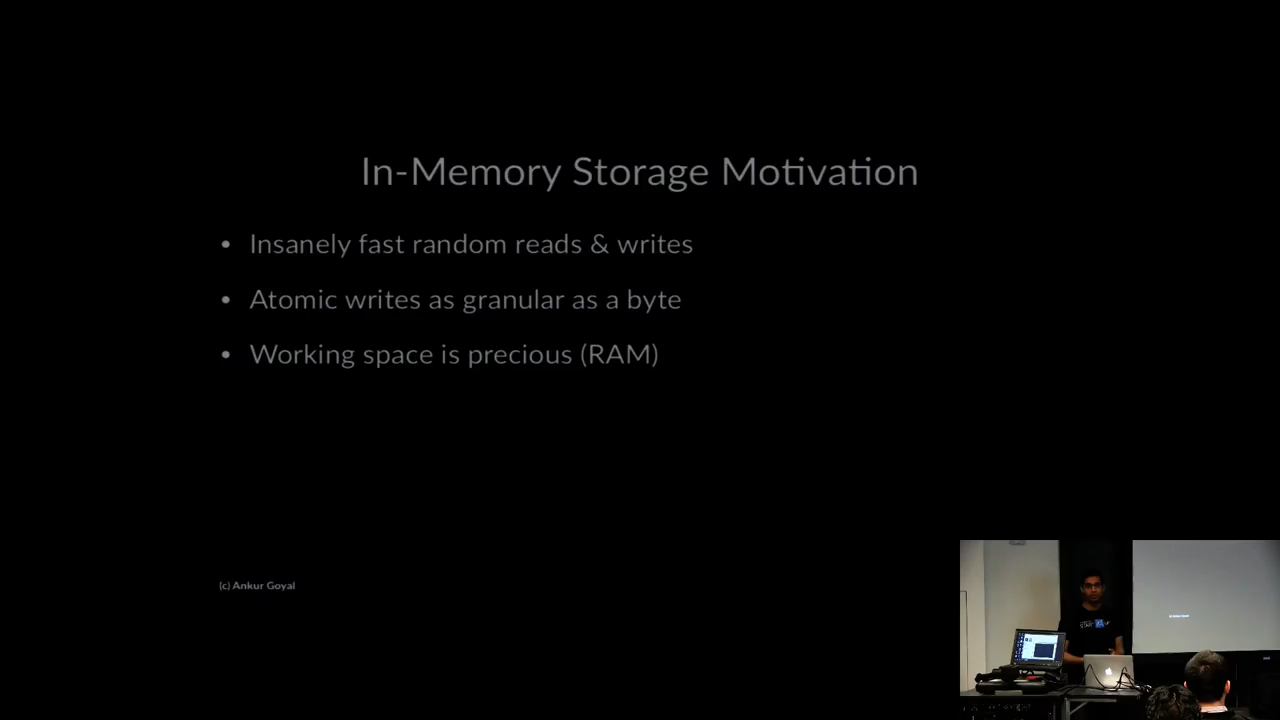 In-Memory Storage Motivation
• Insanely fast random reads & writes
• Atomic writes as granular as a byte
• Working space is precious (RAM)
(c) Ankur Goyal